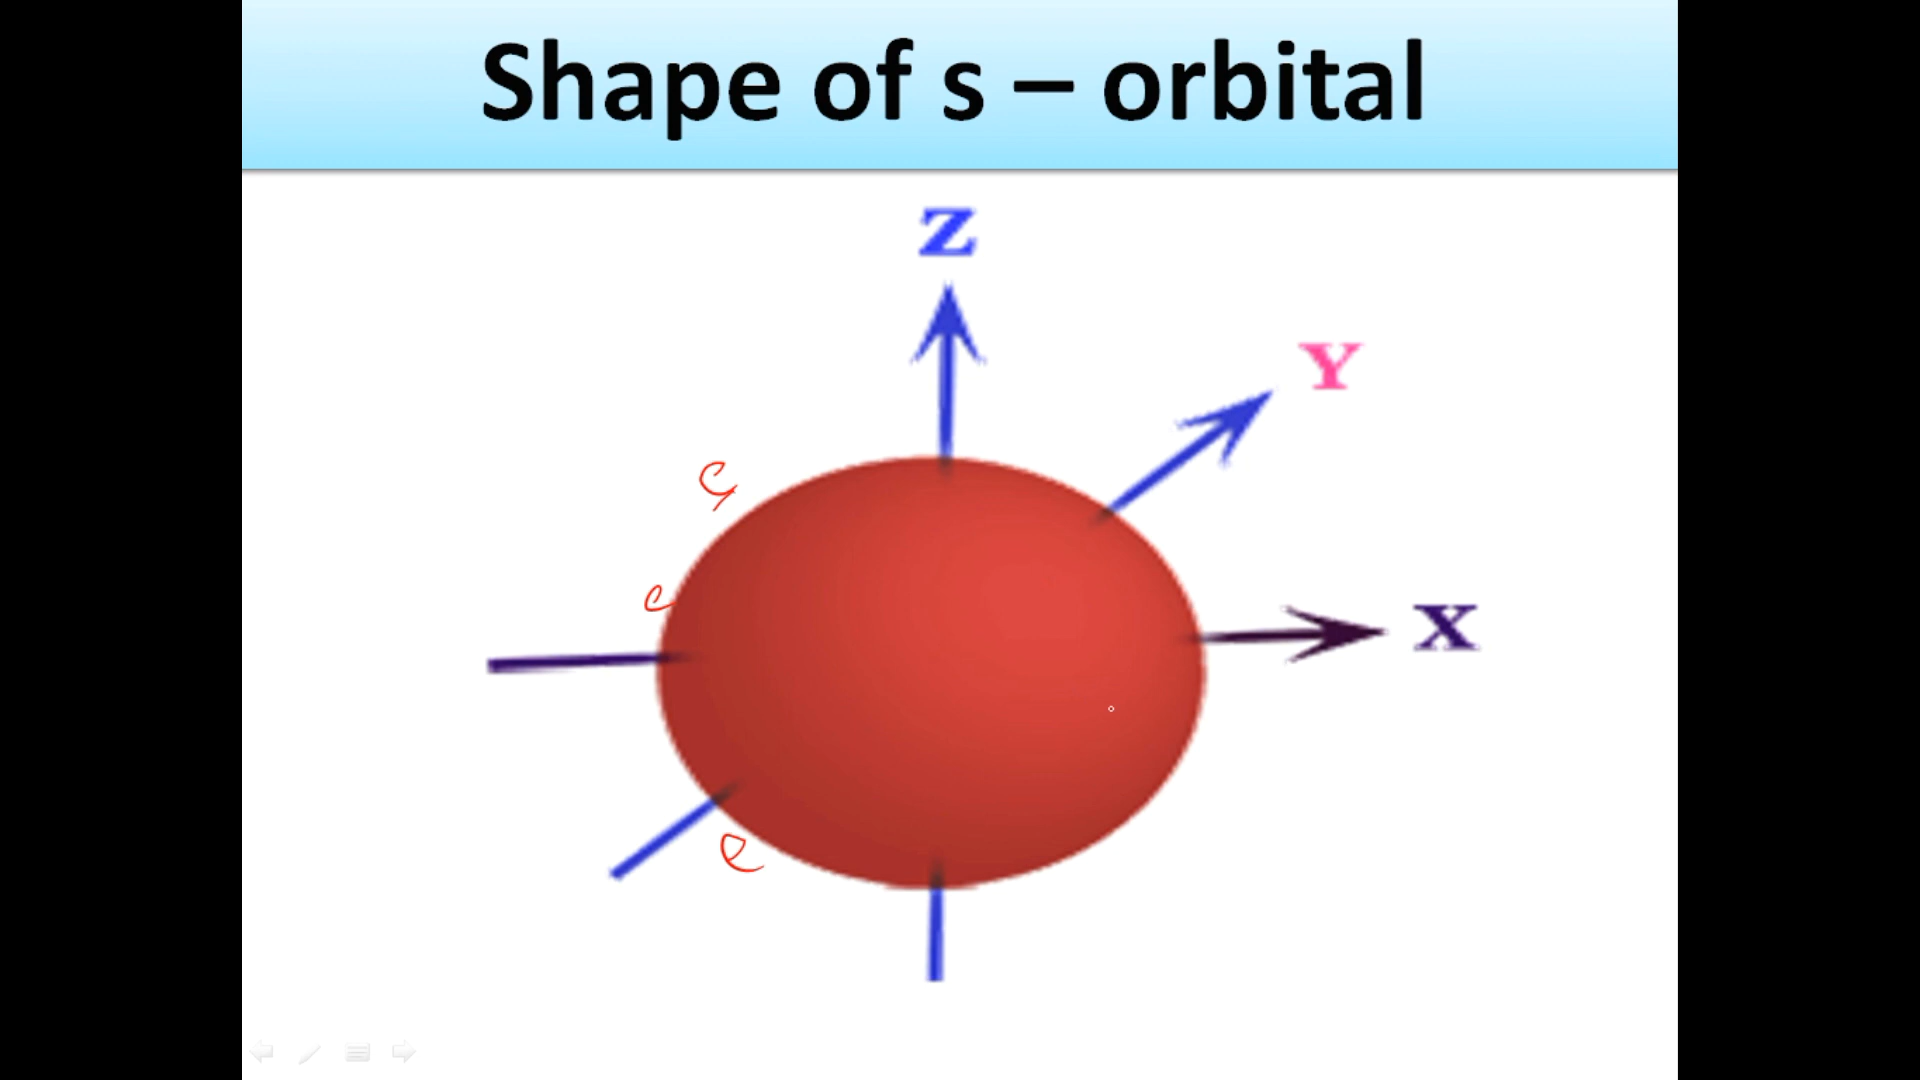 Shape of s – orbital
Z
Y
X
e